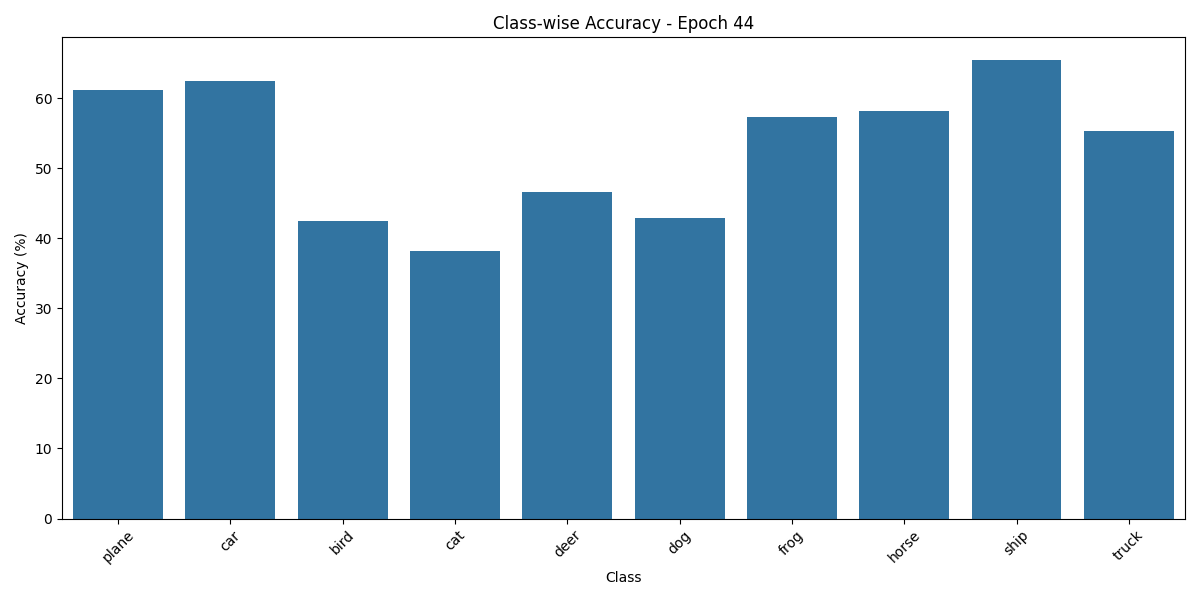 Class-wise Accuracy - Epoch 44
Accuracy (%)
60
50
40
30
20
10
0
plane
car
bird
cat
deer
dog
frog
horse
ship
truck
Class